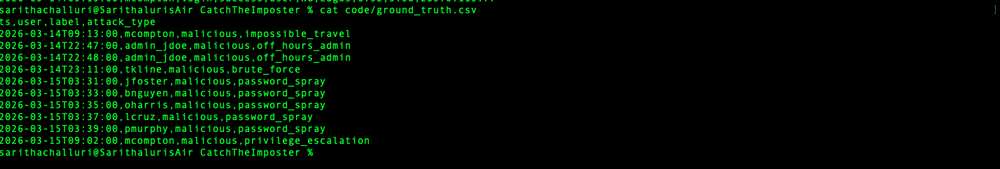 sarithachalluri@SarithalurisAir CatchTheImposter % cat code/ground_truth.csv ]
ts,user,label,attack_type
2026-03-14T09:13:00,mcompton,malicious,impossible_travel
2026-03-14T22:47:00,admin_jdoe,malicious,off_hours_admin
2026-03-14T22:48:00,admin_jdoe,malicious,off_hours_admin
2026-03-14T23:11:00,tkline,malicious,brute_force
2026-03-15T03:31:00,jfoster,malicious,password_spray
2026-03-15T03:33:00,bnguyen,malicious,password_spray
2026-03-15T03:35:00,oharris,malicious,password_spray
2026-03-15T03:37:00,lcruz,malicious,password_spray
2026-03-15T03:39:00,pmurphy,malicious,password_spray
2026-03-15T09:02:00,mcompton,malicious,privilege_escalation
sarithachalluri@SarithalurisAir CatchTheImposter %